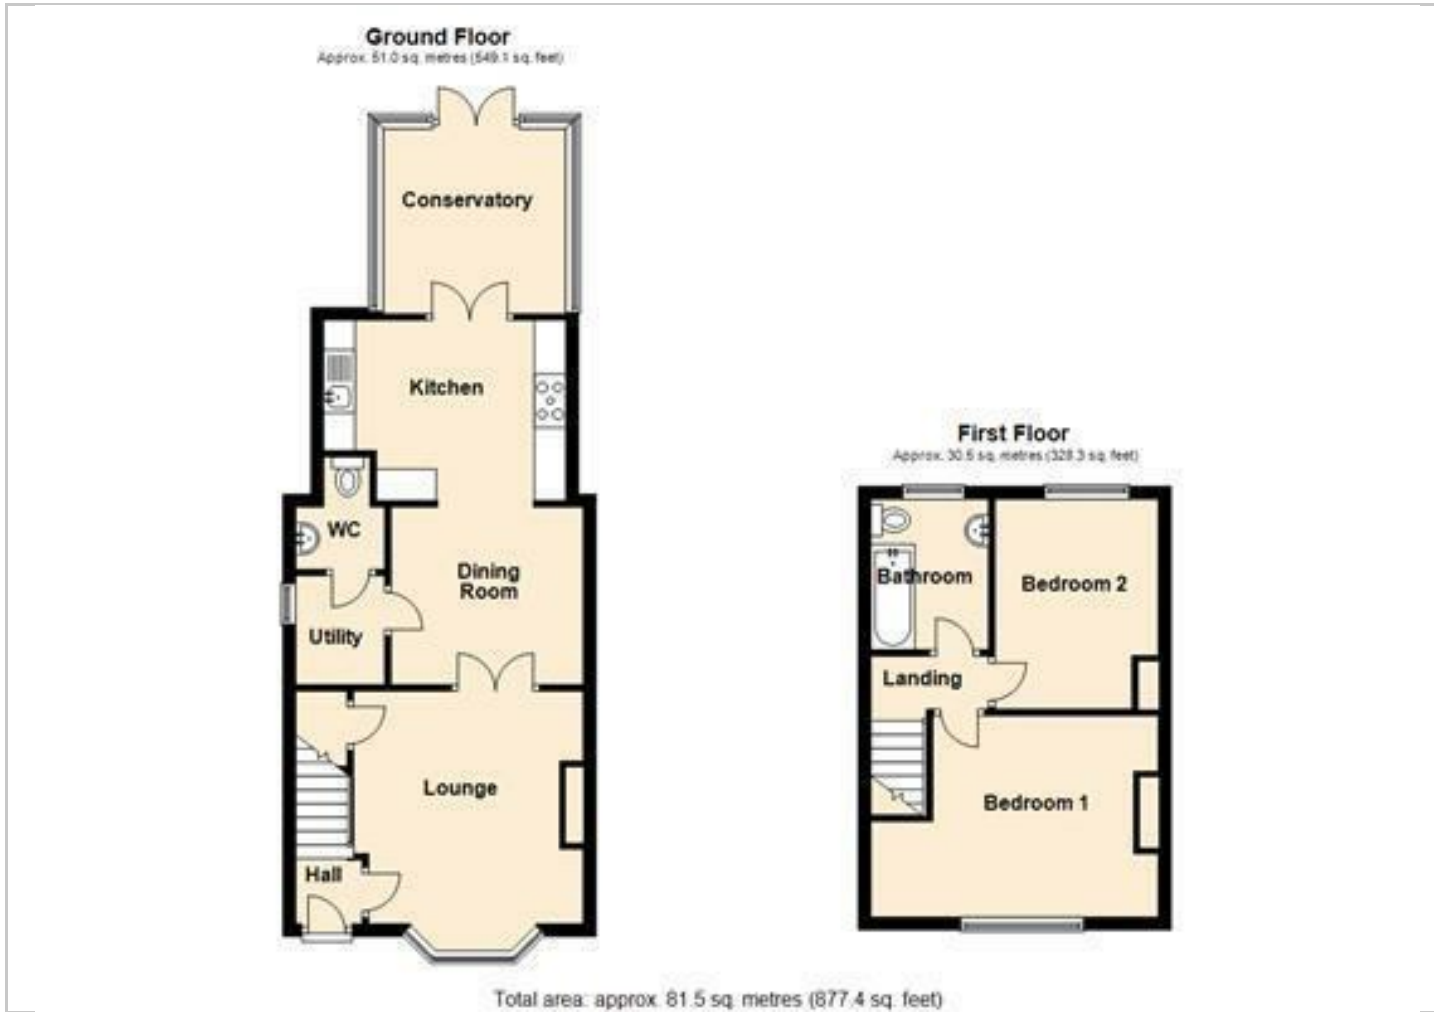 Ground Floor
Approx. 51.0 sq. metres (549.1 sq. feet)
Conservatory
Kitchen
WC
Dining
Room
Utility
Lounge
Hall
First Floor
Approx. 30.5 sq. metres (328.3 sq. feet)
Bathroom
Bedroom 2
Landing
Bedroom 1
Total area: approx. 81.5 sq. metres (877.4 sq. feet)